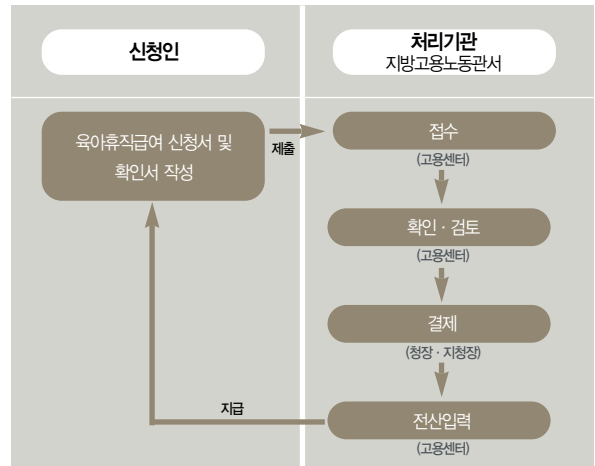 신청인
처리기관
지방고용노동관서
육아휴직급여 신청서 및
확인서 작성
제출
접수
(고용센터)
확인 · 검토
(고용센터)
결제
(청장 · 지청장)
지급
전산입력
(고용센터)